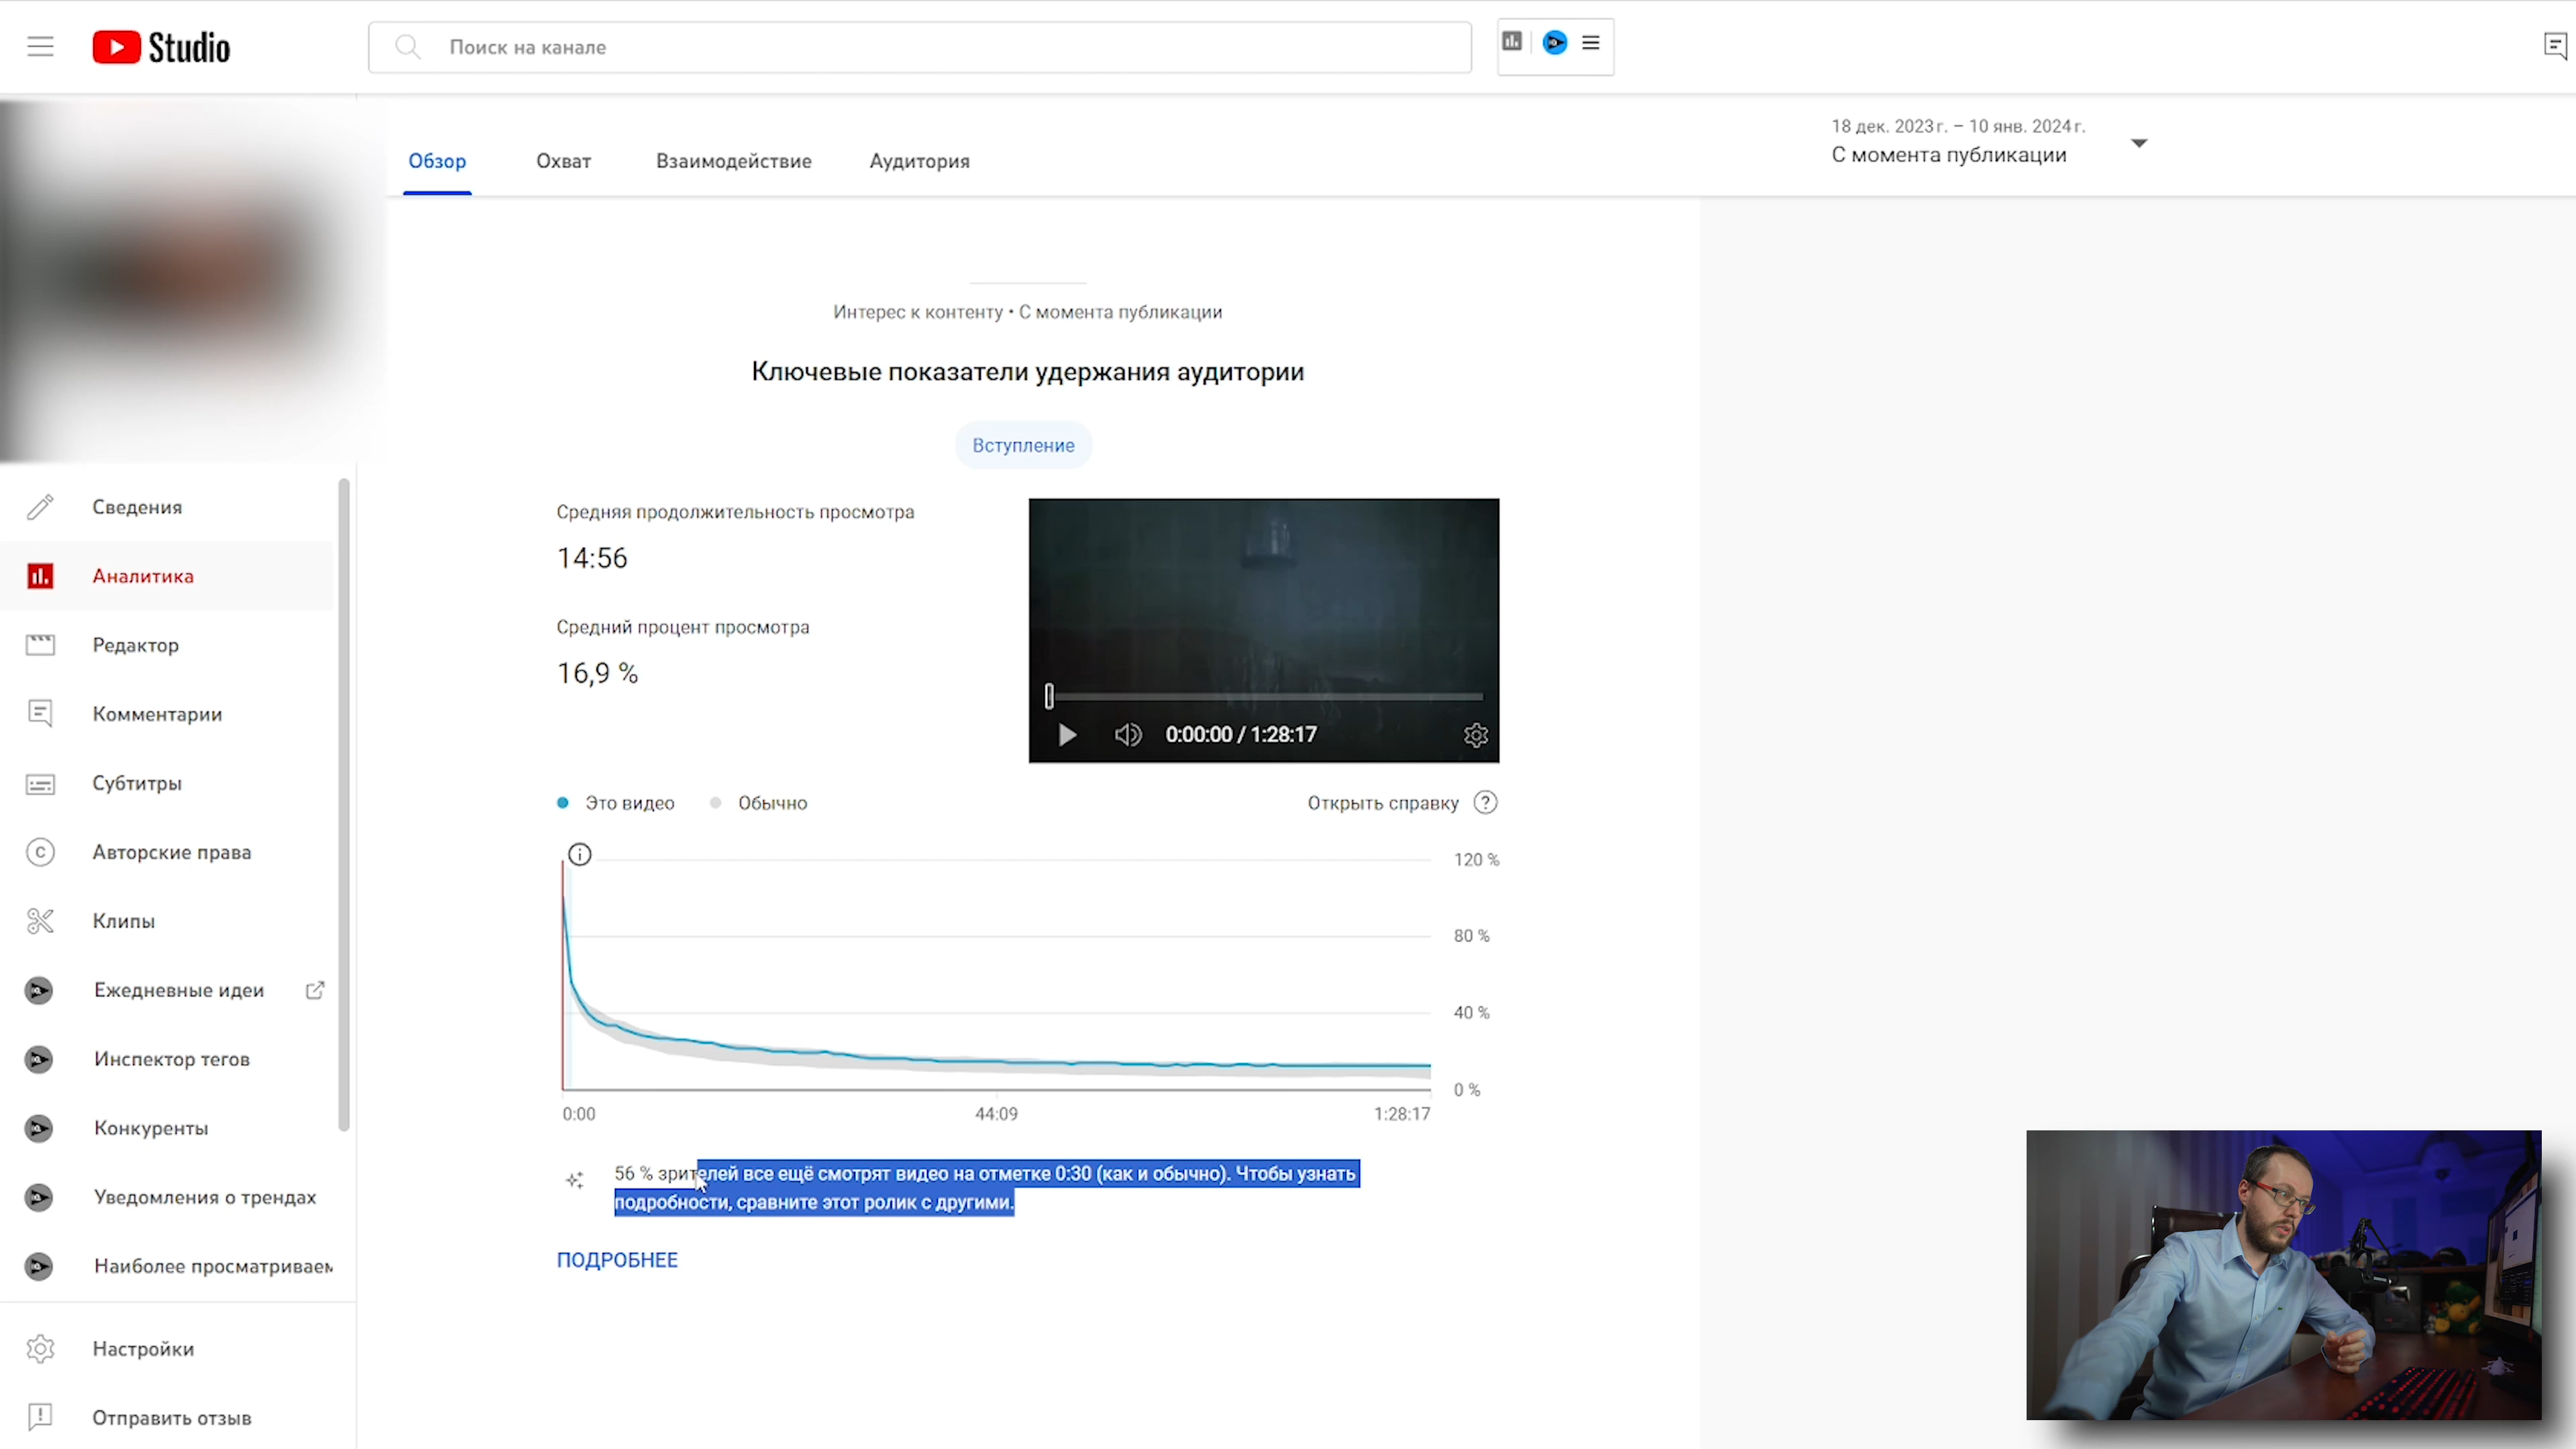 Studio
Поиск на канале
Обзор
Охват
Взаимодействие
Аудитория
18 дек. 2023 г. – 10 янв. 2024 г.
С момента публикации
Интерес к контенту • С момента публикации
Ключевые показатели удержания аудитории
Вступление
Средняя продолжительность просмотра
14:56
Средний процент просмотра
16,9 %
0:00:00 / 1:28:17
Это видео
Обычно
Открыть справку
120 %
80 %
40 %
0 %
0:00
44:09
1:28:17
56 % зрителей все ещё смотрят видео на отметке 0:30 (как и обычно). Чтобы узнать
подробности, сравните этот ролик с другими.
ПОДРОБНЕЕ
Сведения
Аналитика
Редактор
Комментарии
Субтитры
Авторские права
Клипы
Ежедневные идеи
Инспектор тегов
Конкуренты
Уведомления о трендах
Наиболее просматриваем
Настройки
Отправить отзыв